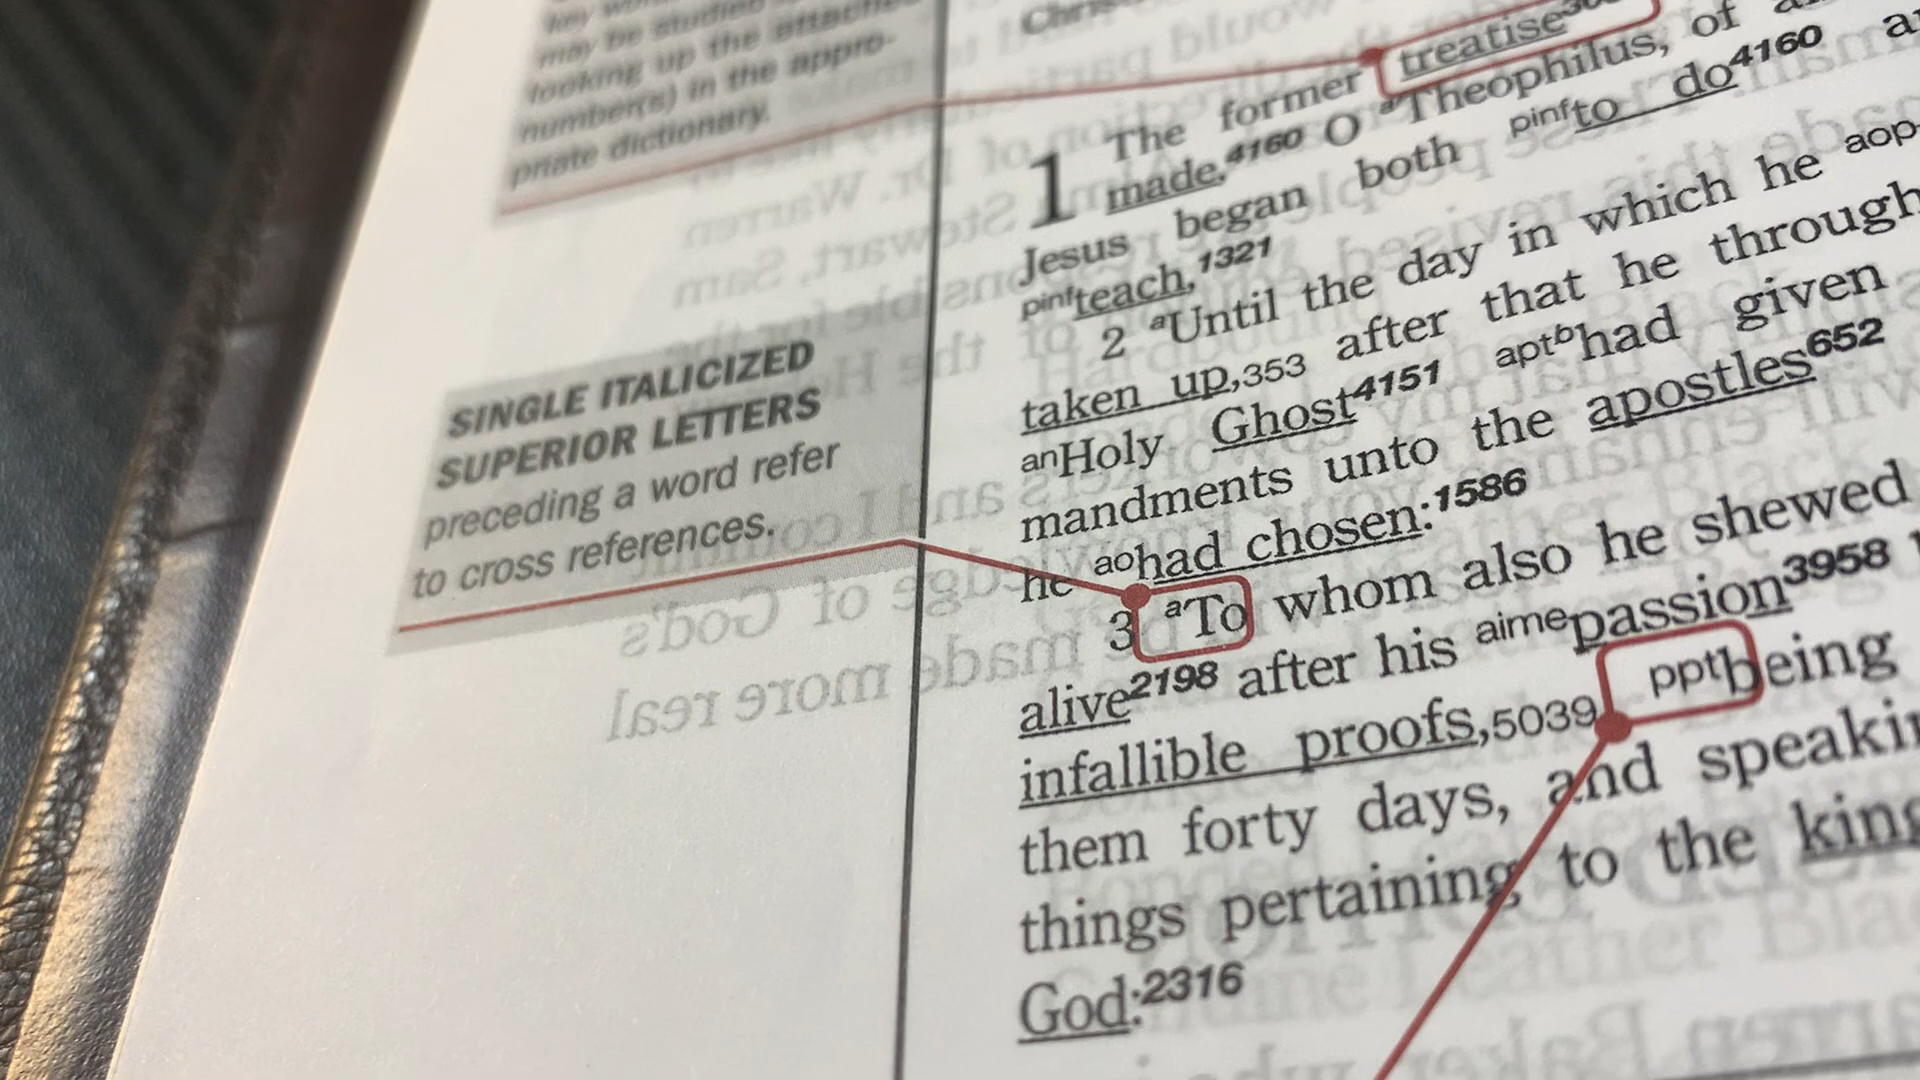 may be studied
looking up the attached
number(s) in the appro-
priate dictionary.
SINGLE ITALICIZED
SUPERIOR LETTERS
preceding a word refer
to cross references.
1 The former treatise
made,4160 O aTheophilus, of
Jesus began both pinfto do4160
pinfteach,1321
2 aUntil the day in which he aop-
taken up,353 after that he through
anHoly Ghost4151 aptbhad given
mandments unto the apostles652
he aohad chosen:1586
3 aTo whom also he shewed
alive2198 after his aimepassion3958
infallible proofs,5039 pptbeing
them forty days, and speakin
things pertaining to the king
God:2316